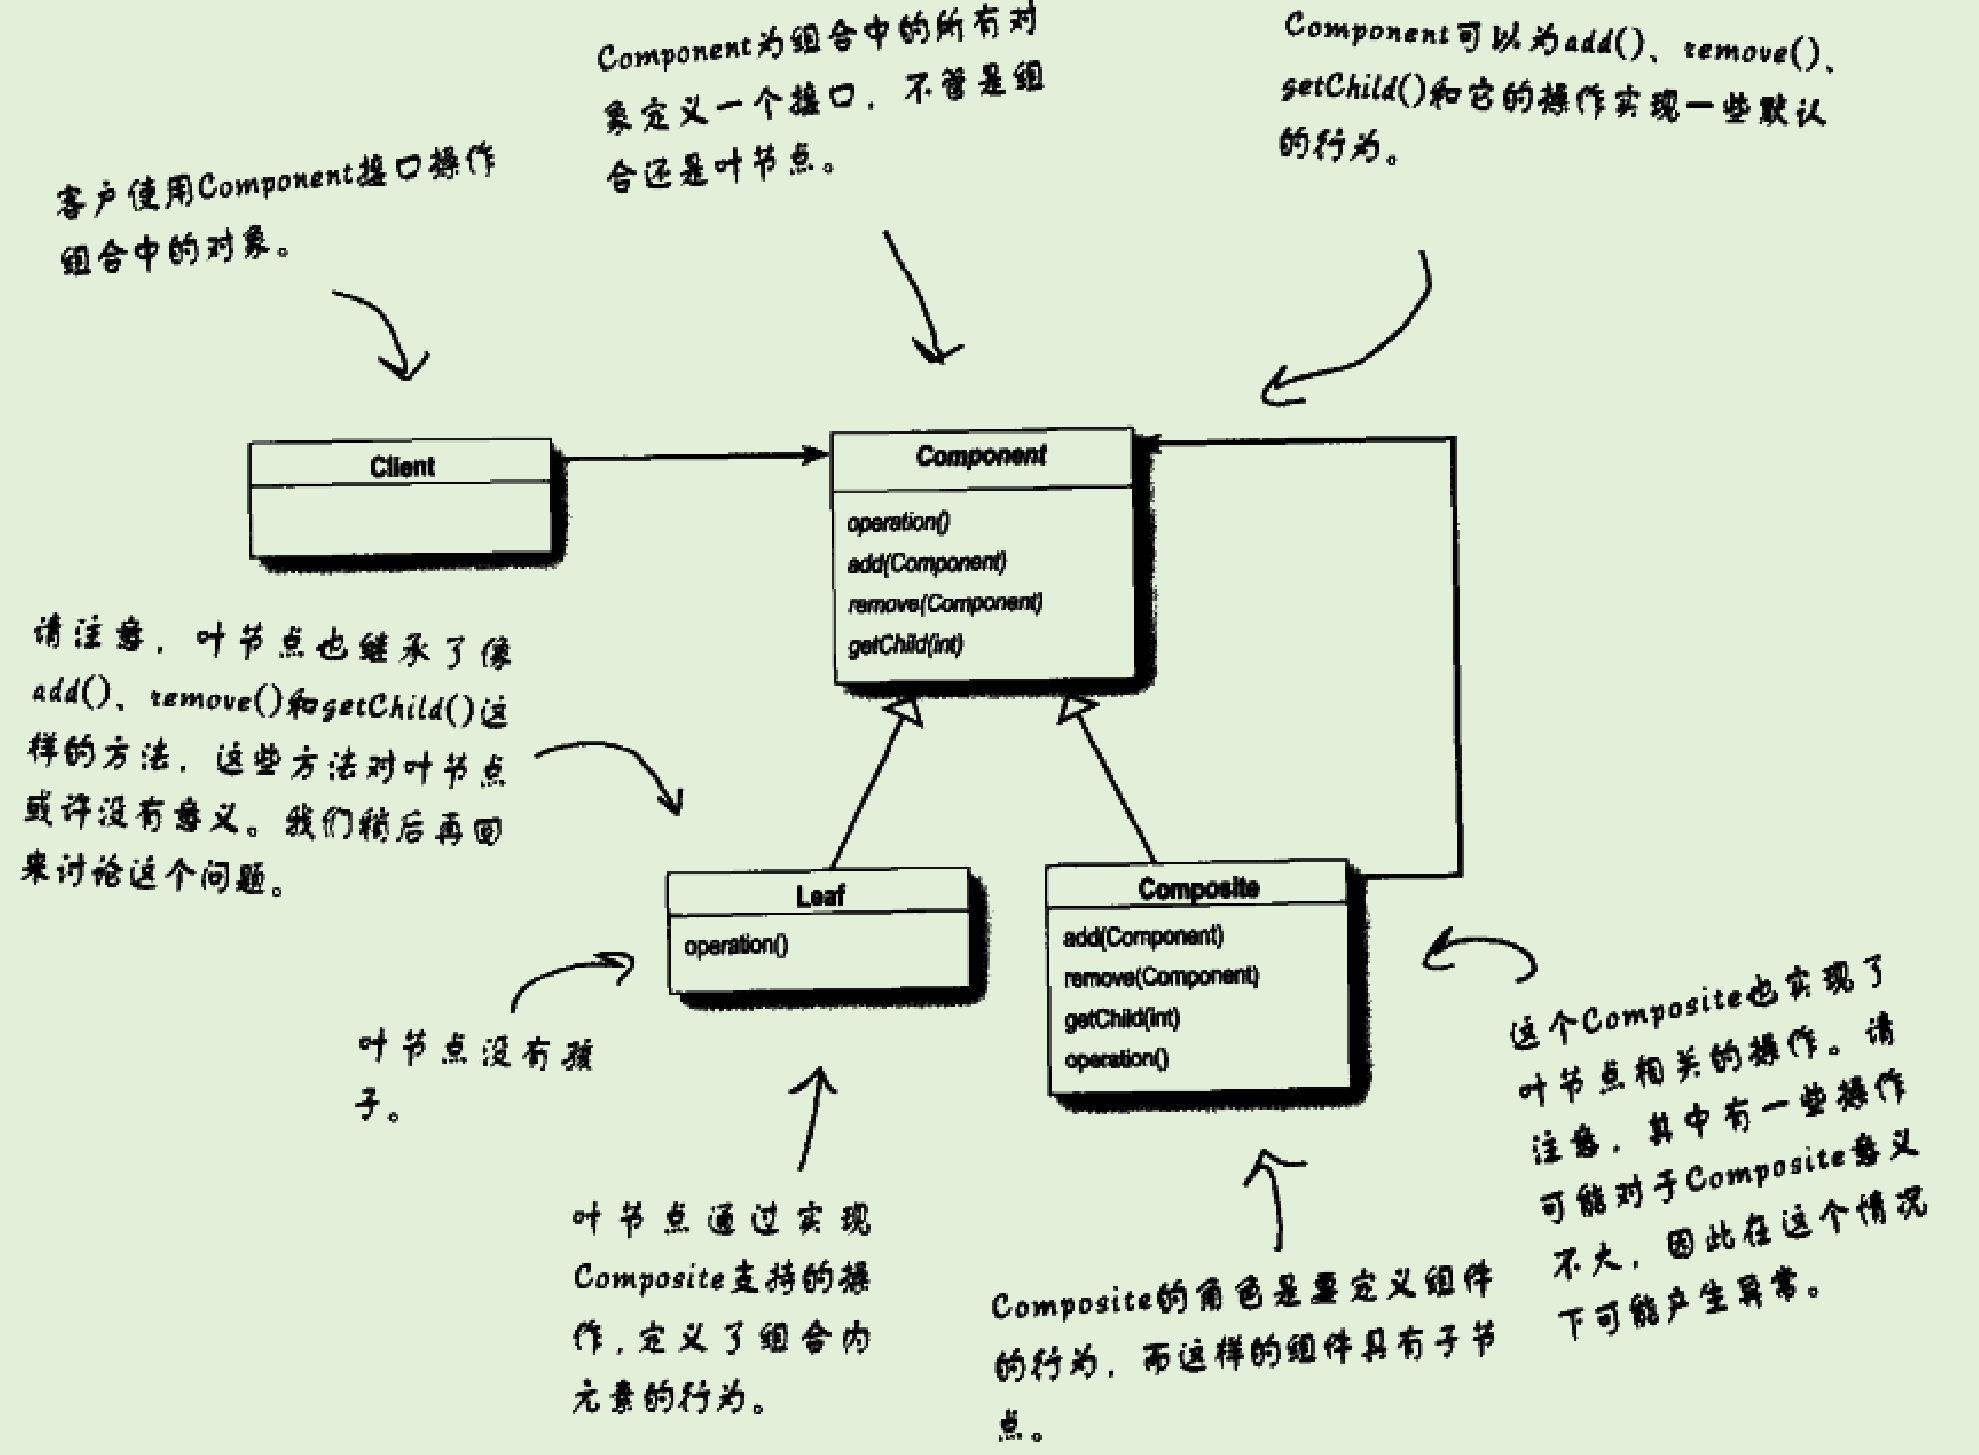 Component为组合中的所有对
象定义一个接口，不管是组
合还是叶节点。
Component可以为add()、remove()、
getChild()和它的操作实现一些默认
的行为。
客户使用Component接口操作
组合中的对象。
Client
Component
operation()
add(Component)
remove(Component)
getChild(int)
请注意，叶节点也继承了像
add()、remove()和getChild()这
样的方法，这些方法对叶节点
或许没有意义。我们稍后再回
来讨论这个问题。
Leaf
operation()
Composite
add(Component)
remove(Component)
getChild(int)
operation()
叶节点没有孩
子。
这个Composite也实现了
叶节点相关的操作。请
注意，其中有一些操作
可能对于Composite意义
不大，因此在这个情况
下可能产生异常。
叶节点通过实现
Composite支持的操
作，定义了组合内
元素的行为。
Composite的角色是要定义组件
的行为，而这样的组件具有子节
点。